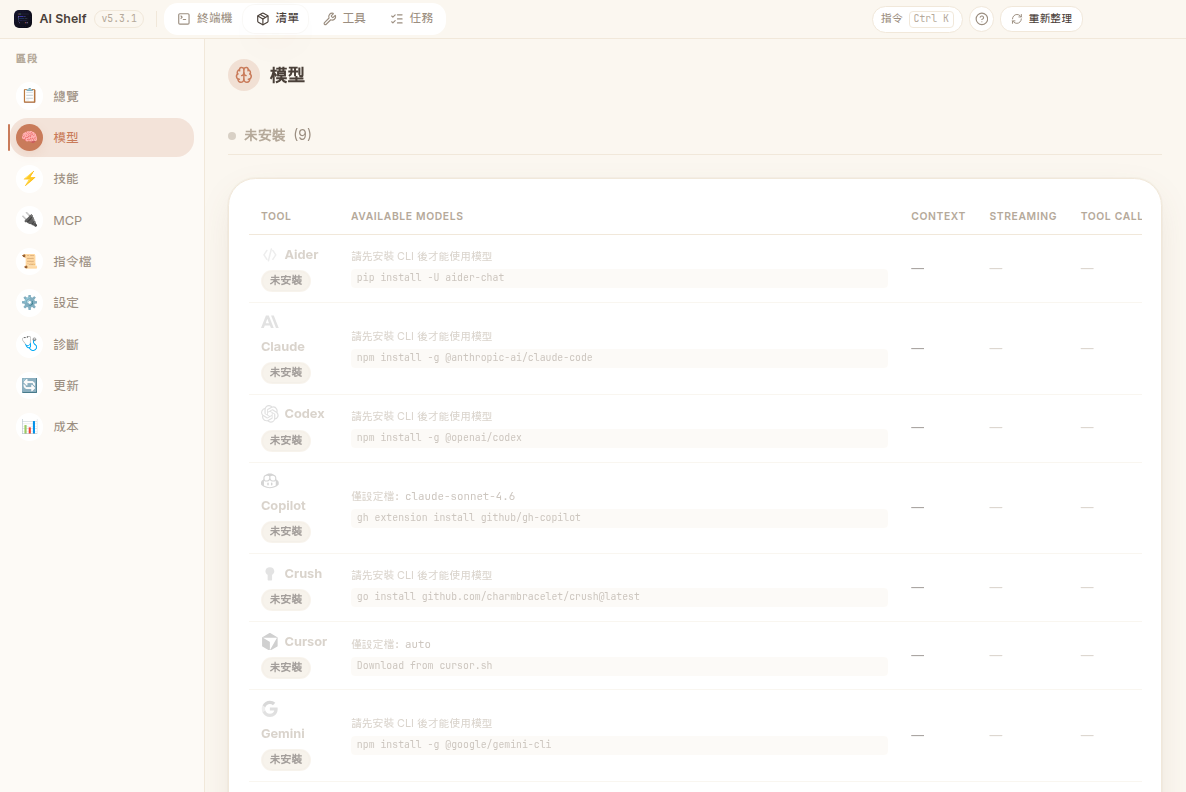 AI Shelf v5.3.1 終端機 清單 工具 任務 指令 Ctrl K 重新整理
區段
總覽
模型
技能
MCP
指令檔
設定
診斷
更新
成本
模型
未安裝 (9)
TOOL AVAILABLE MODELS CONTEXT STREAMING TOOL CALL
Aider
未安裝
請先安裝 CLI 後才能使用模型
pip install -U aider-chat
— — —
Claude
未安裝
請先安裝 CLI 後才能使用模型
npm install -g @anthropic-ai/claude-code
— — —
Codex
未安裝
請先安裝 CLI 後才能使用模型
npm install -g @openai/codex
— — —
Copilot
未安裝
僅設定檔: claude-sonnet-4.6
gh extension install github/gh-copilot
— — —
Crush
未安裝
請先安裝 CLI 後才能使用模型
go install github.com/charmbracelet/crush@latest
— — —
Cursor
未安裝
僅設定檔: auto
Download from cursor.sh
— — —
Gemini
未安裝
請先安裝 CLI 後才能使用模型
npm install -g @google/gemini-cli
— — —